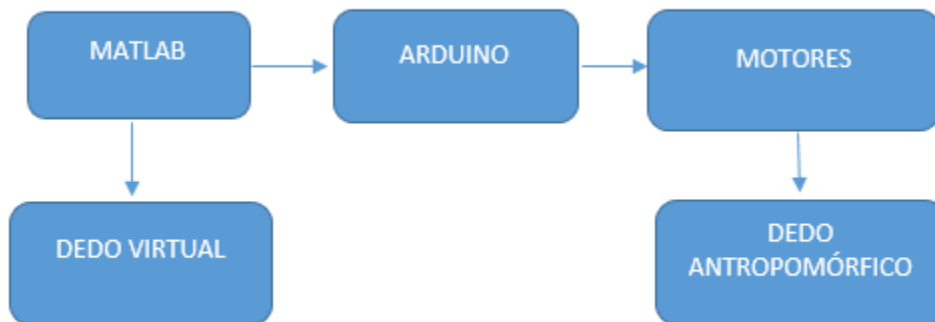 MATLAB
ARDUINO
MOTORES
DEDO VIRTUAL
DEDO
ANTROPOMÓRFICO